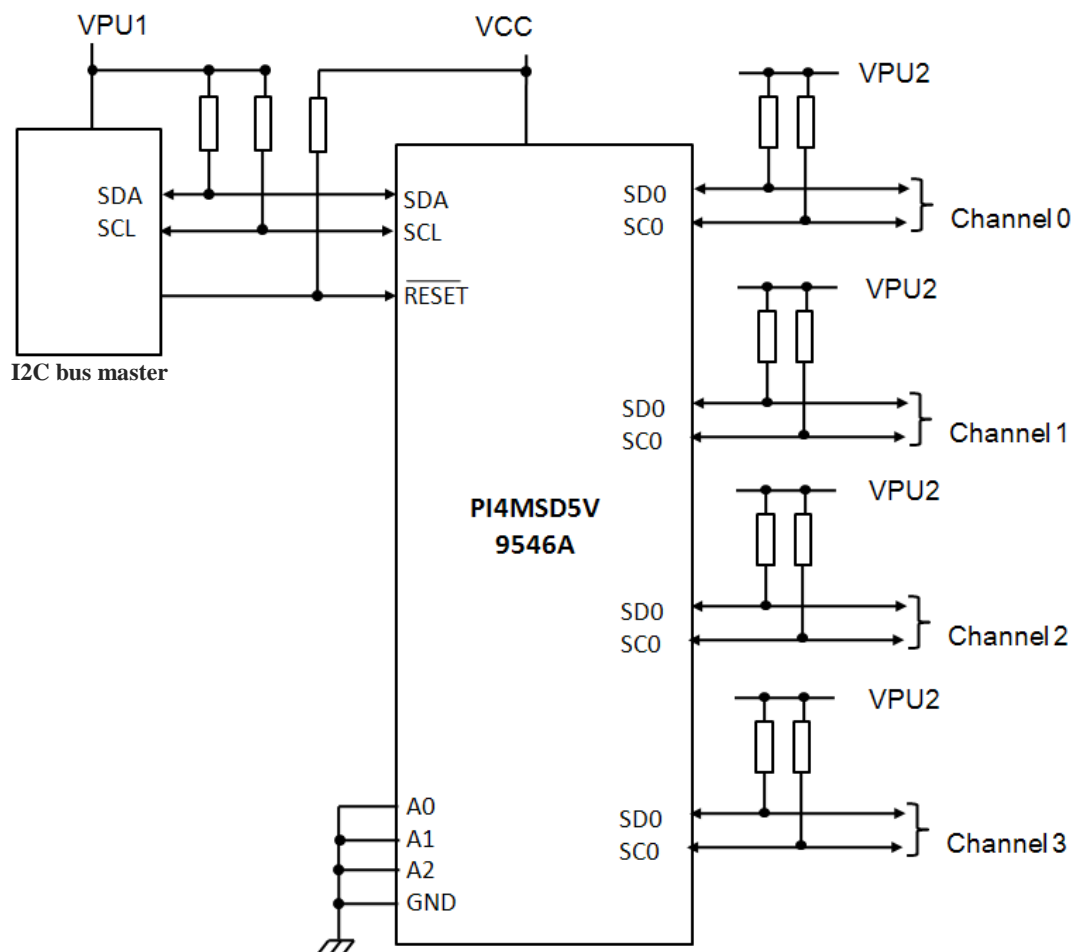 VPU1
VCC
VPU2
SDA
SCL
SDA
SCL
RESET
SD0
SC0
Channel 0
I2C bus master
VPU2
SD0
SC0
Channel 1
PI4MSD5V
9546A
VPU2
SD0
SC0
Channel 2
VPU2
SD0
SC0
Channel 3
A0
A1
A2
GND